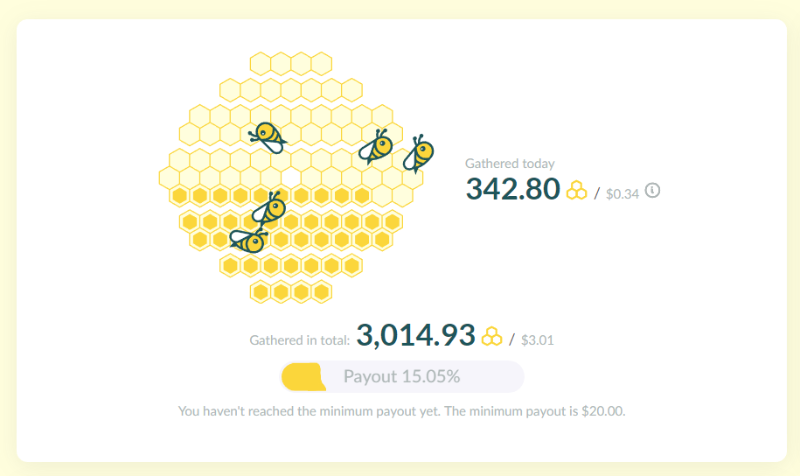 Gathered today
342.80 / $0.34
Gathered in total: 3,014.93 / $3.01
Payout 15.05%
You haven't reached the minimum payout yet. The minimum payout is $20.00.